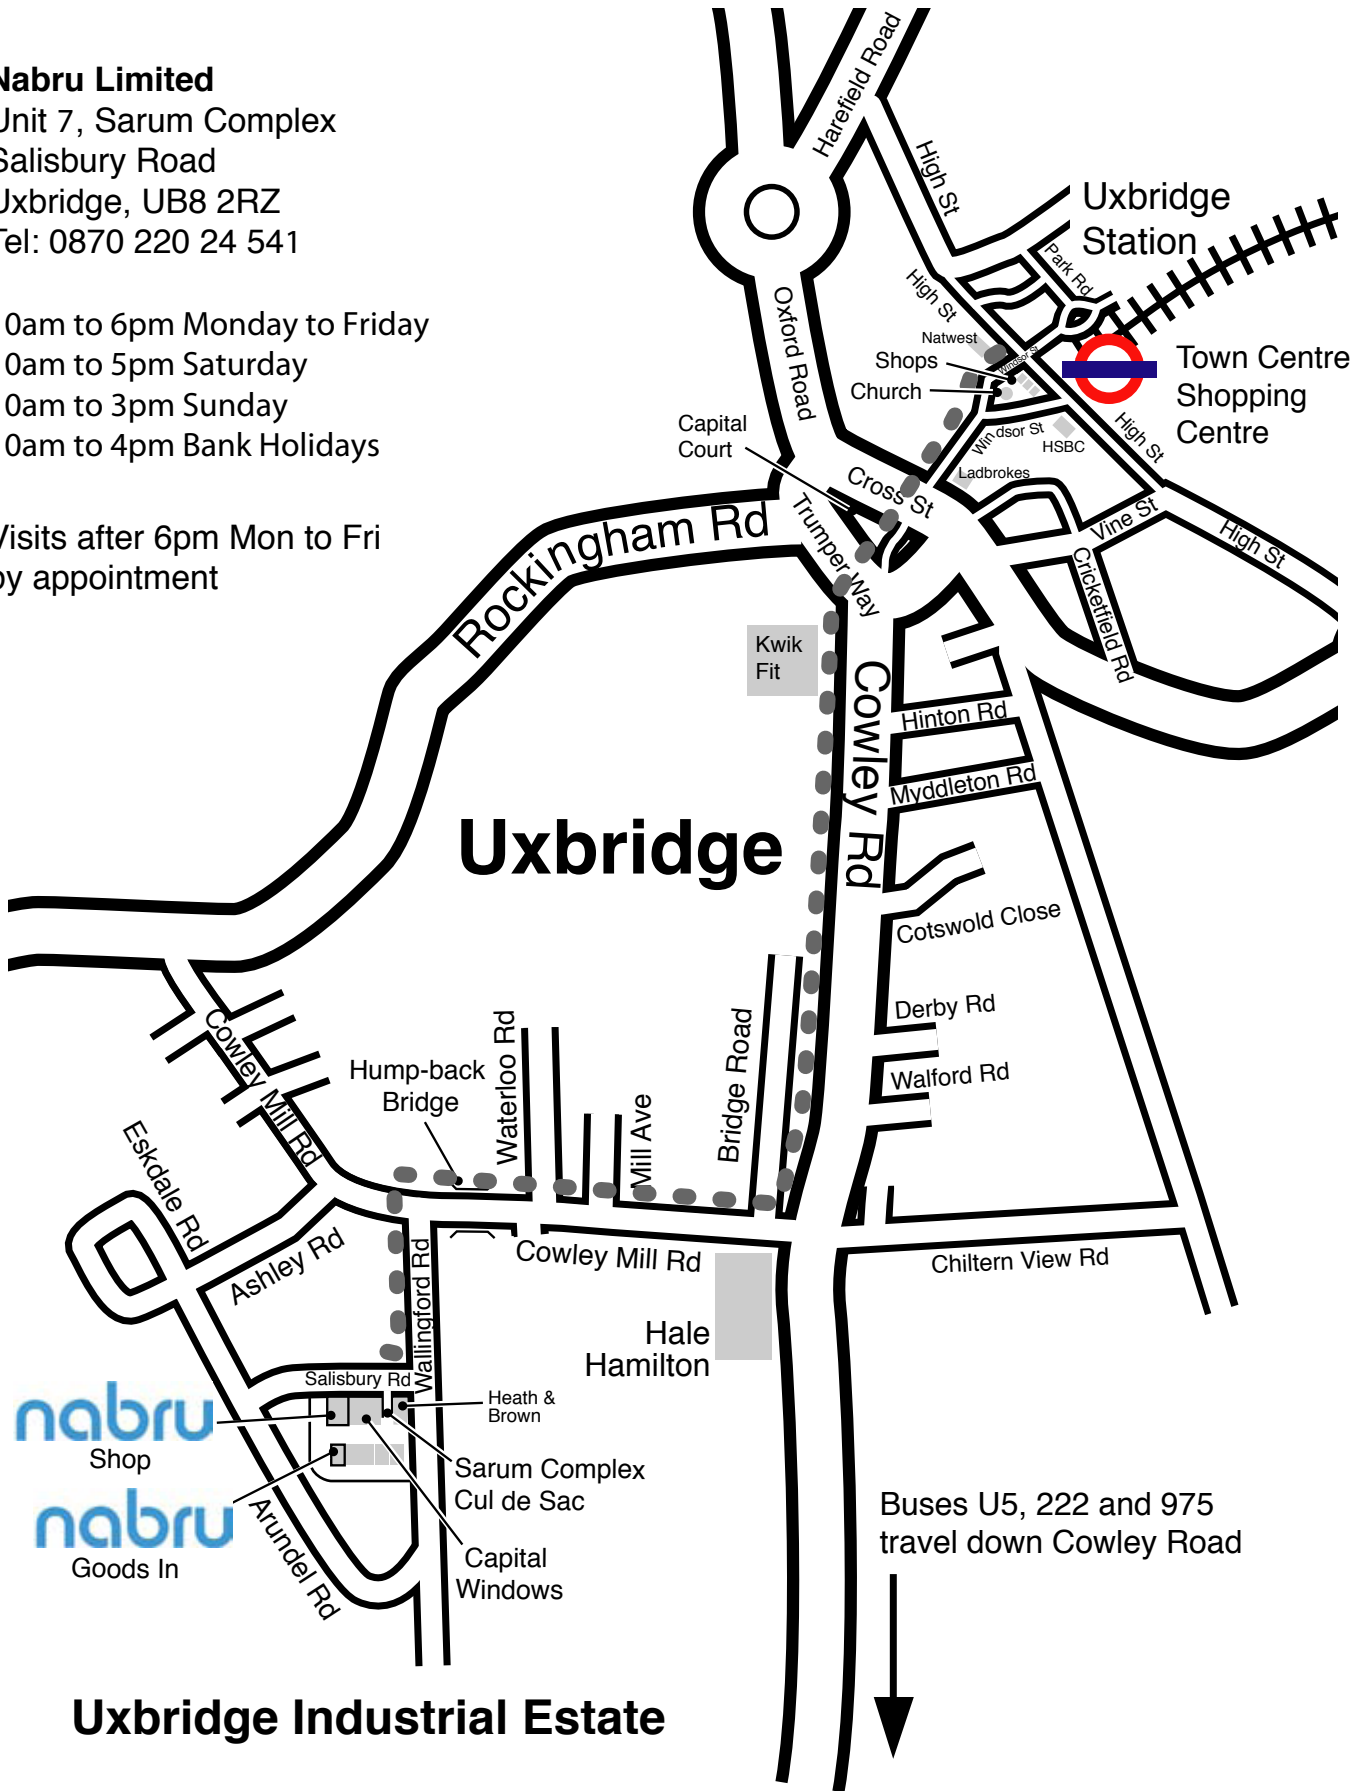 Nabru Limited
Unit 7, Sarum Complex
Salisbury Road
Uxbridge, UB8 2RZ
Tel: 0870 220 24 541
0am to 6pm Monday to Friday
0am to 5pm Saturday
0am to 3pm Sunday
0am to 4pm Bank Holidays
Visits after 6pm Mon to Fri
by appointment
Harefield Road
High St
Uxbridge
Station
Park Rd
High St
Oxford Road
Natwest
Shops
Windsor St
Church
Town Centre
Shopping
Centre
Capital
Court
Windsor St
HSBC
High St
Ladbrokes
Cross St
Trumper Way
Vine St
High St
Rockingham Rd
Cricketfield Rd
Kwik
Fit
Cowley Rd
Hinton Rd
Myddleton Rd
Uxbridge
Cotswold Close
Derby Rd
Walford Rd
Cowley Mill Rd
Hump-back
Bridge
Waterloo Rd
Mill Ave
Bridge Road
Eskdale Rd
Ashley Rd
Wallingford Rd
Cowley Mill Rd
Chiltern View Rd
Hale
Hamilton
Salisbury Rd
nabru
Shop
Heath &
Brown
Sarum Complex
Cul de Sac
nabru
Goods In
Arundel Rd
Capital
Windows
Buses U5, 222 and 975
travel down Cowley Road
Uxbridge Industrial Estate